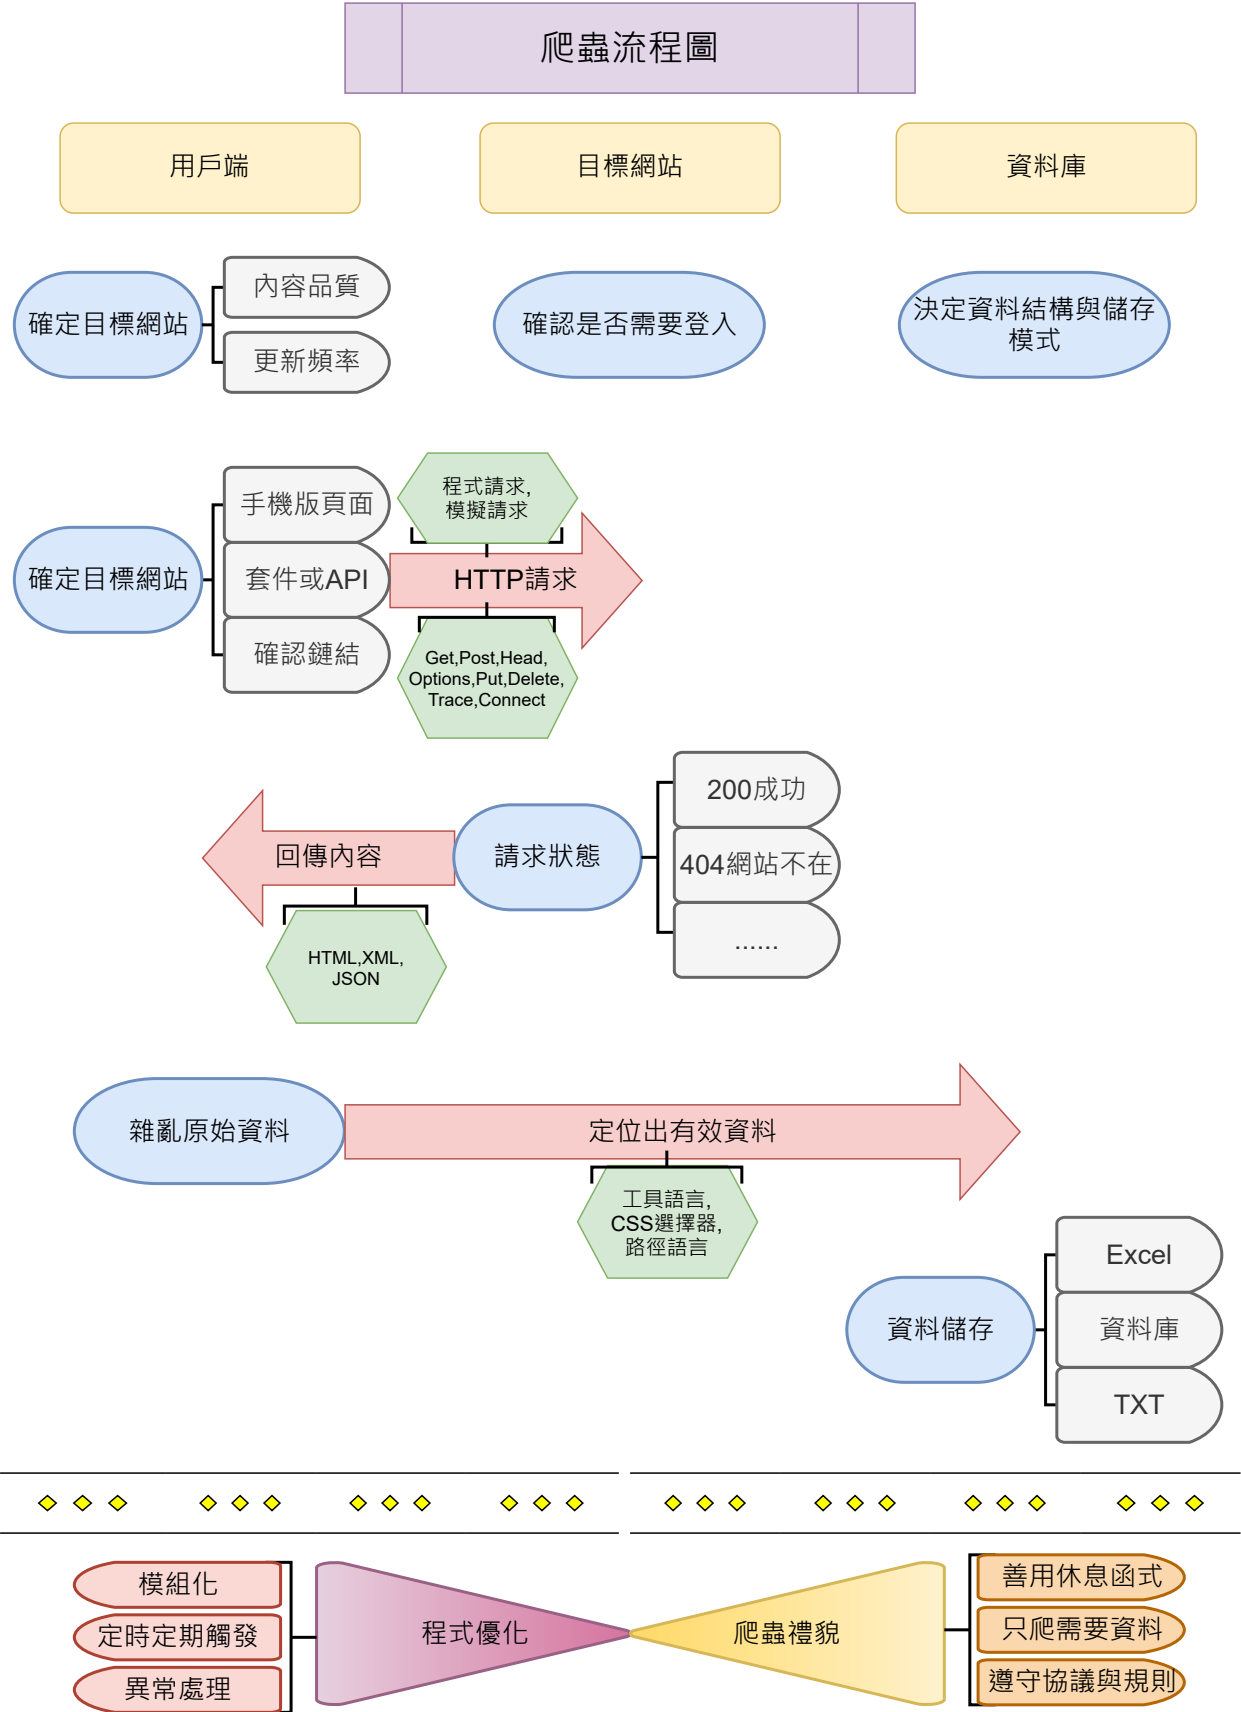 爬蟲流程圖
用戶端
目標網站
資料庫
確定目標網站
內容品質
更新頻率
確認是否需要登入
決定資料結構與儲存
模式
確定目標網站
手機版頁面
套件或API
確認鏈結
程式請求,
模擬請求
HTTP請求
Get,Post,Head,
Options,Put,Delete,
Trace,Connect
回傳內容
HTML,XML,
JSON
請求狀態
200成功
404網站不在
......
雜亂原始資料
定位出有效資料
工具語言,
CSS選擇器,
路徑語言
資料儲存
Excel
資料庫
TXT
模組化
定時定期觸發
異常處理
程式優化
爬蟲禮貌
善用休息函式
只爬需要資料
遵守協議與規則